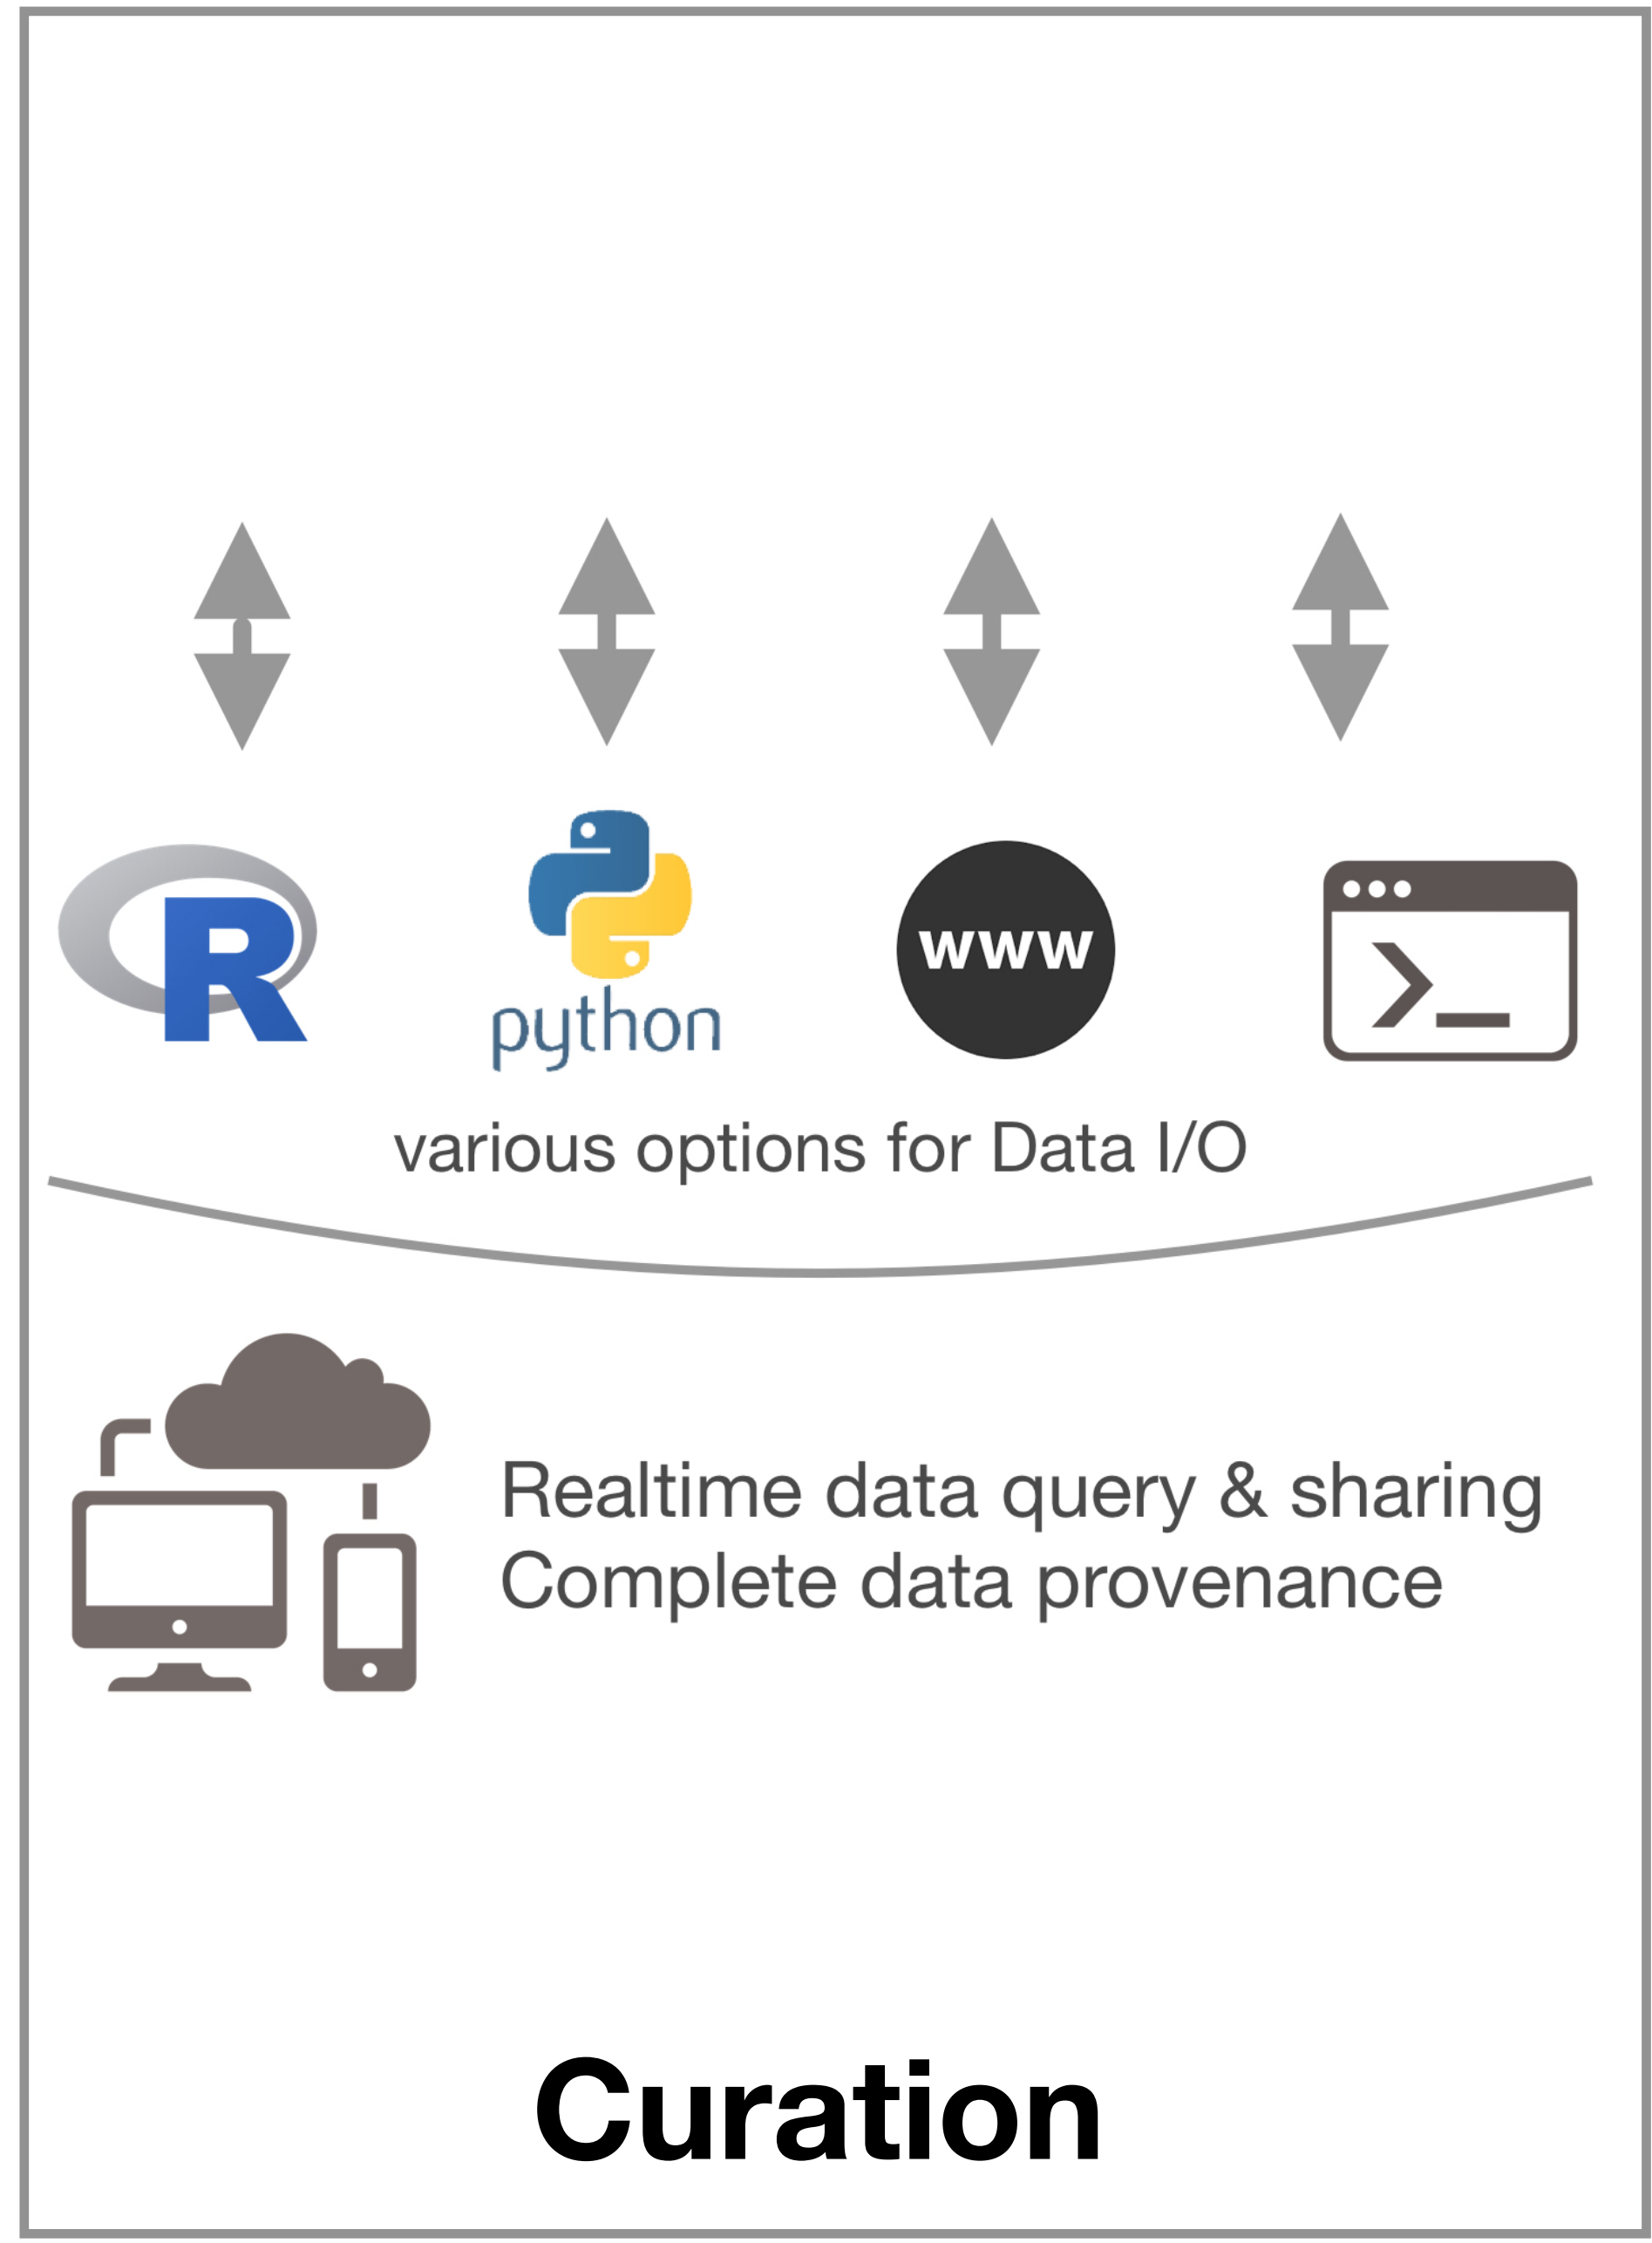 R
python
www
>_
various options for Data I/O
Realtime data query & sharing
Complete data provenance
Curation